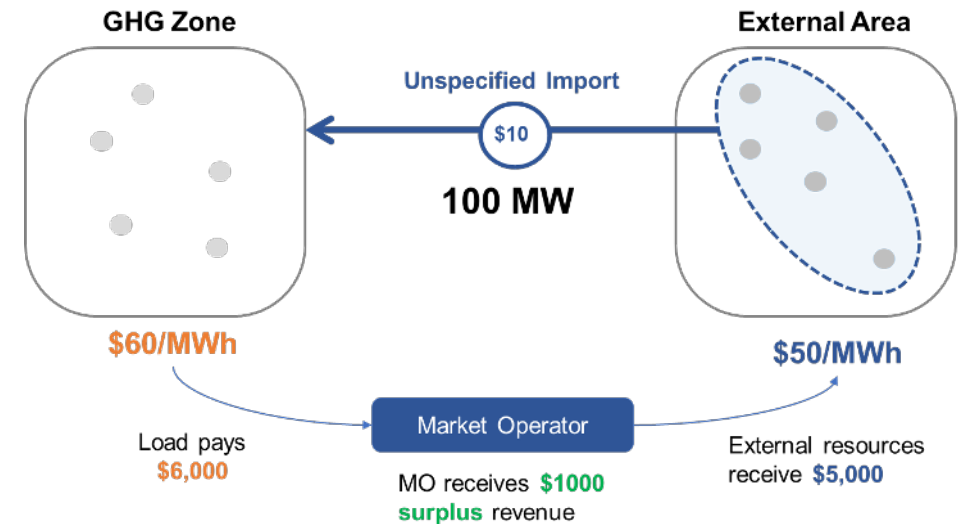 GHG Zone
External Area
Unspecified Import
$10
100 MW
$60/MWh
$50/MWh
Market Operator
Load pays
$6,000
MO receives $1000
surplus revenue
External resources
receive $5,000